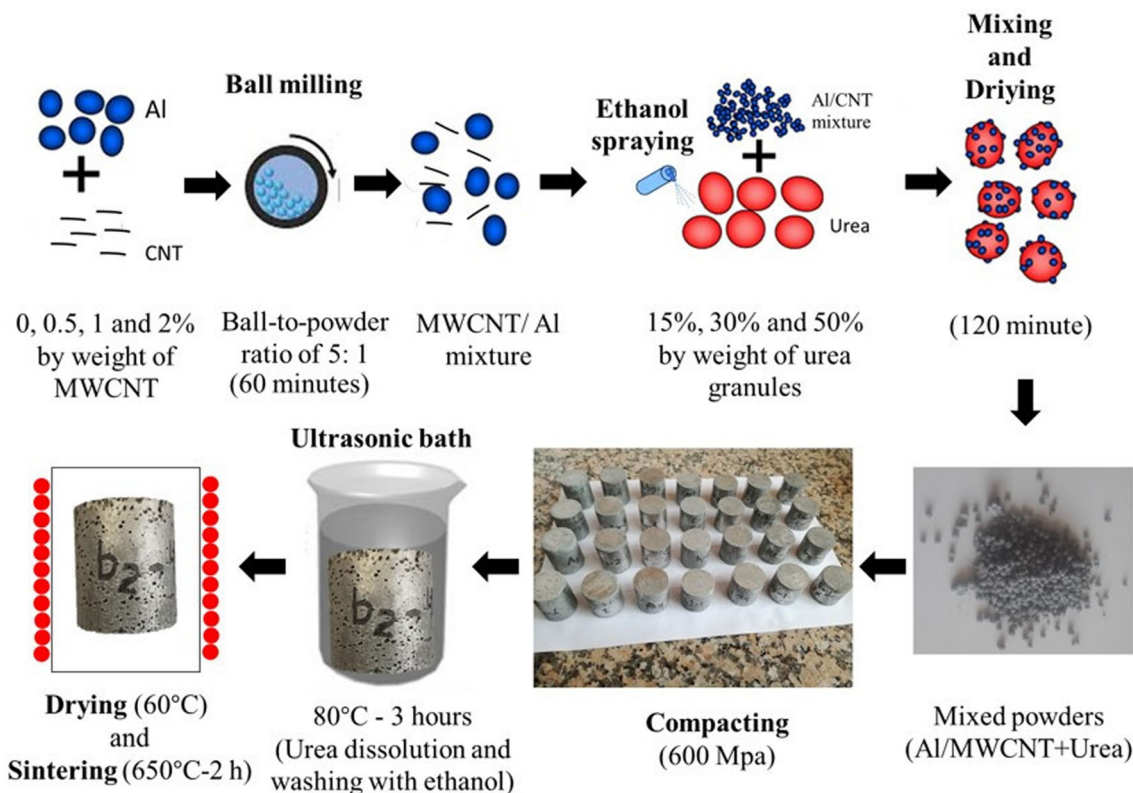 Al
CNT
0, 0.5, 1 and 2%
by weight of
MWCNT
Ball milling
Ball-to-powder
ratio of 5: 1
(60 minutes)
MWCNT/ Al
mixture
Ethanol
spraying
Al/CNT
mixture
Urea
15%, 30% and 50%
by weight of urea
granules
Mixing
and
Driying
(120 minute)
Mixed powders
(Al/MWCNT+Urea)
Compacting
(600 Mpa)
Ultrasonic bath
80°C - 3 hours
(Urea dissolution and
washing with ethanol)
Drying (60°C)
and
Sintering (650°C-2 h)